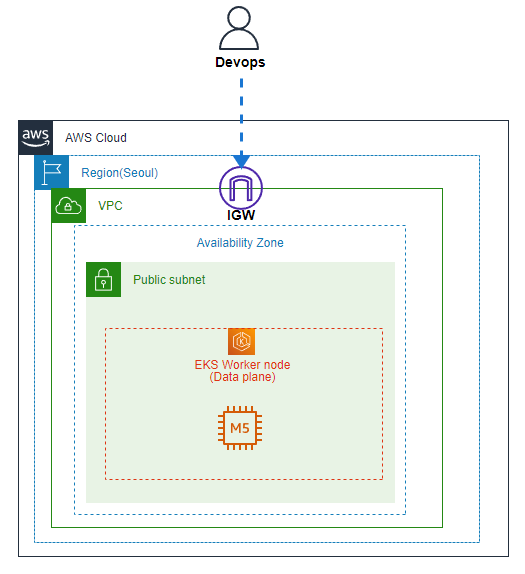 Devops
aws
AWS Cloud
Region(Seoul)
IGW
VPC
Availability Zone
Public subnet
K
EKS Worker node
(Data plane)
M5